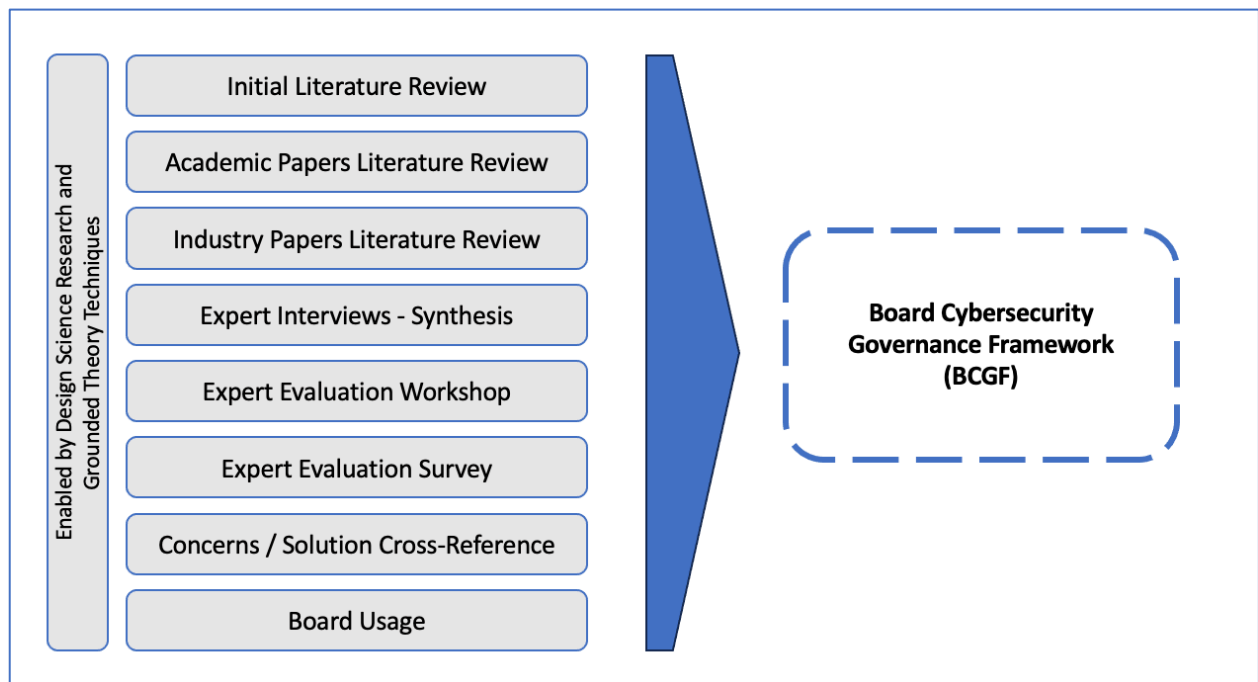 Enabled by Design Science Research and
Grounded Theory Techniques
Initial Literature Review
Academic Papers Literature Review
Industry Papers Literature Review
Expert Interviews - Synthesis
Expert Evaluation Workshop
Expert Evaluation Survey
Concerns / Solution Cross-Reference
Board Usage
Board Cybersecurity
Governance Framework
(BCGF)